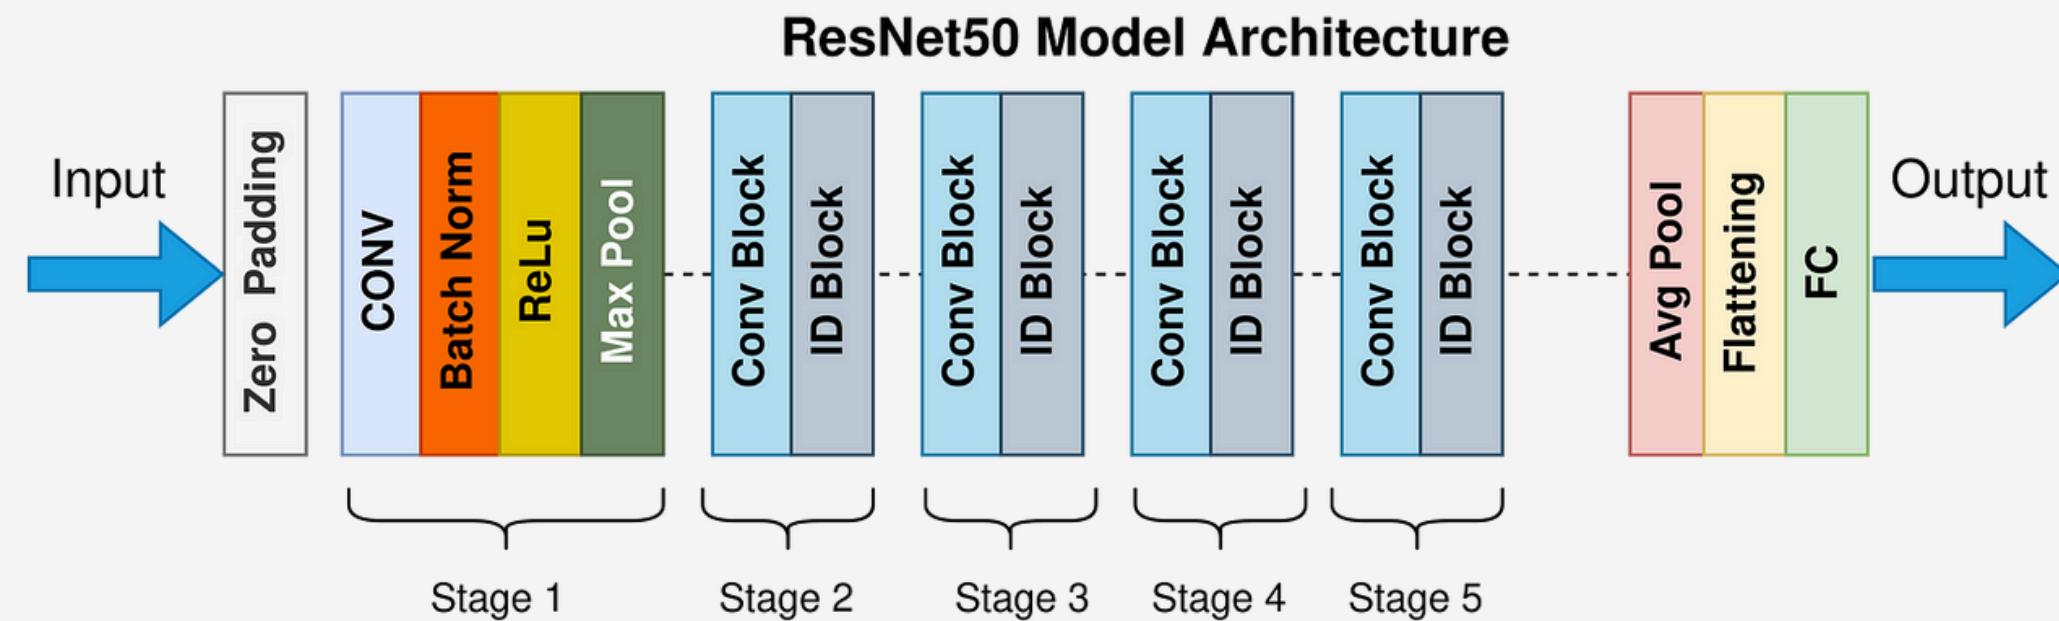 ResNet50 Model Architecture
Input
Zero Padding
CONV
Batch Norm
ReLu
Max Pool
Conv Block
ID Block
Conv Block
ID Block
Conv Block
ID Block
Conv Block
ID Block
Avg Pool
Flattening
FC
Output
Stage 1
Stage 2
Stage 3
Stage 4
Stage 5